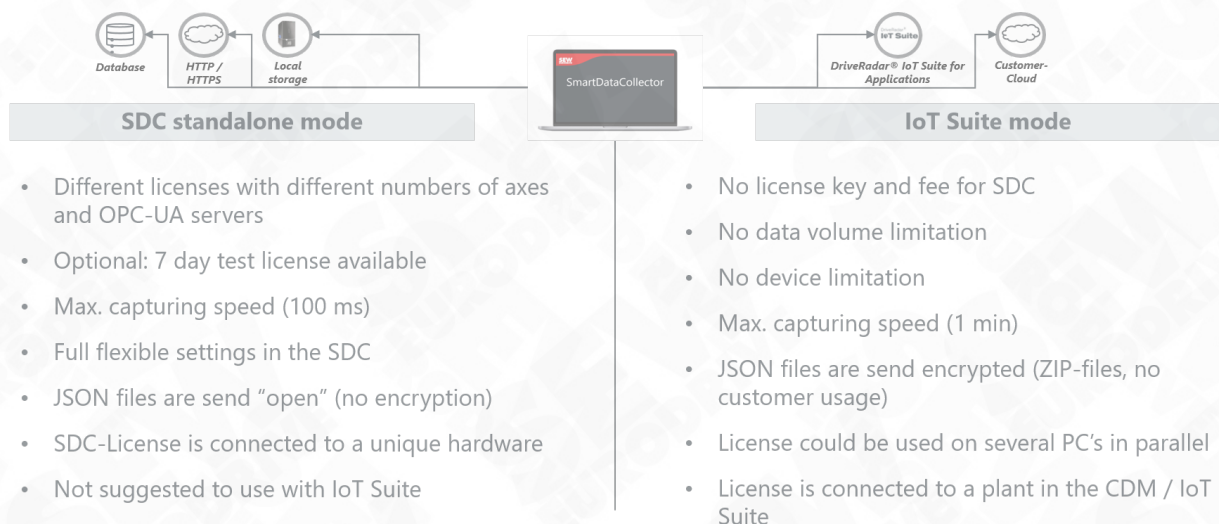 Database
HTTP /
HTTPS
Local
storage
SEW
SmartDataCollector
IoT Suite
DriveRadar® IoT Suite for
Applications
Customer-
Cloud
SDC standalone mode
• Different licenses with different numbers of axes
and OPC-UA servers
• Optional: 7 day test license available
• Max. capturing speed (100 ms)
• Full flexible settings in the SDC
• JSON files are send “open” (no encryption)
• SDC-License is connected to a unique hardware
• Not suggested to use with IoT Suite
IoT Suite mode
• No license key and fee for SDC
• No data volume limitation
• No device limitation
• Max. capturing speed (1 min)
• JSON files are send encrypted (ZIP-files, no
customer usage)
• License could be used on several PC’s in parallel
• License is connected to a plant in the CDM / IoT
Suite